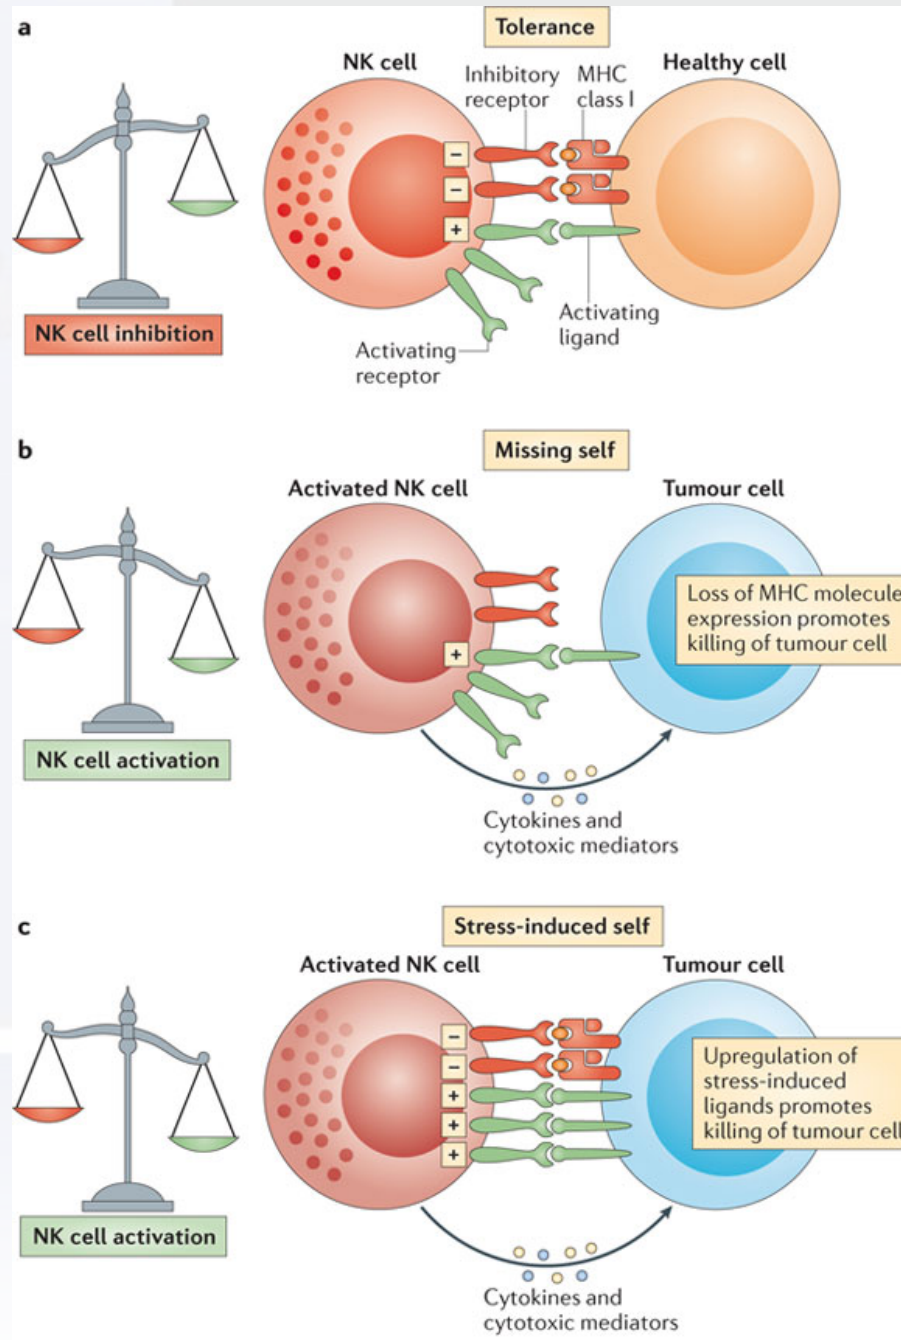 a
Tolerance
NK cell
Healthy cell
Inhibitory
receptor
MHC
class I
−
−
+
Activating
ligand
Activating
receptor
NK cell inhibition
b
Missing self
Activated NK cell
Tumour cell
Loss of MHC molecule
expression promotes
killing of tumour cell
+
NK cell activation
Cytokines and
cytotoxic mediators
c
Stress-induced self
Activated NK cell
Tumour cell
−
−
+
+
+
Upregulation of
stress-induced
ligands promotes
killing of tumour cell
NK cell activation
Cytokines and
cytotoxic mediators